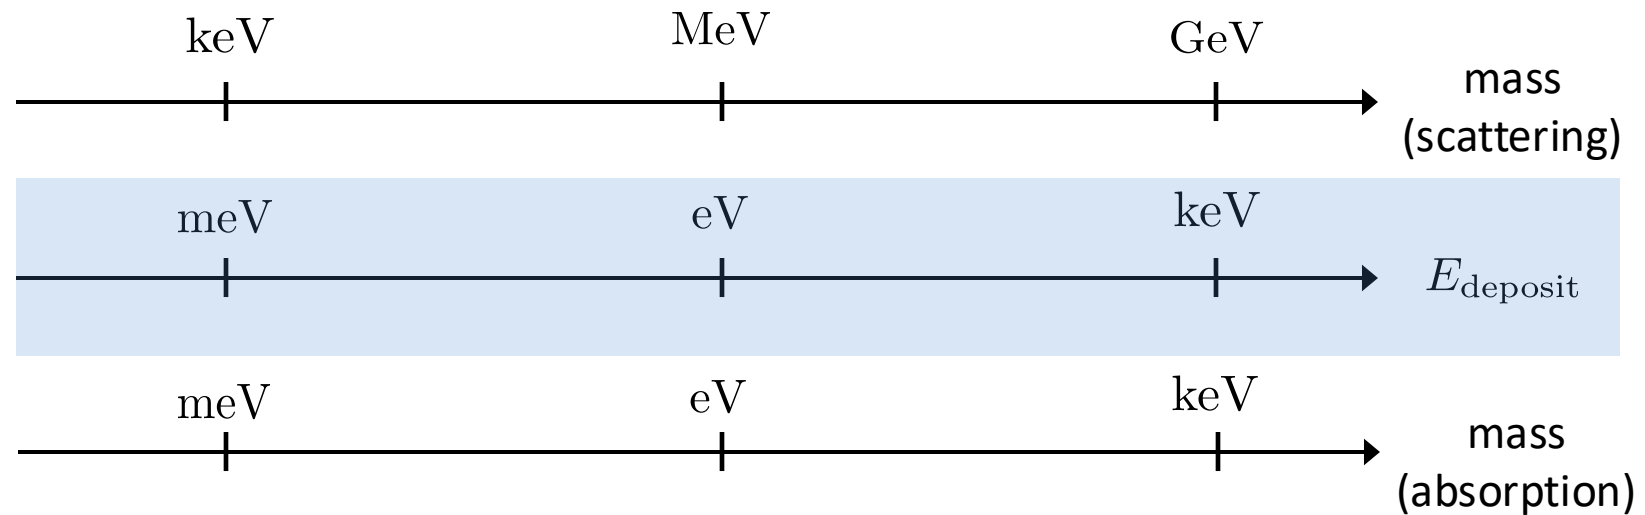 keV MeV GeV
mass
(scattering)
meV eV keV
E_deposit
meV eV keV
mass
(absorption)